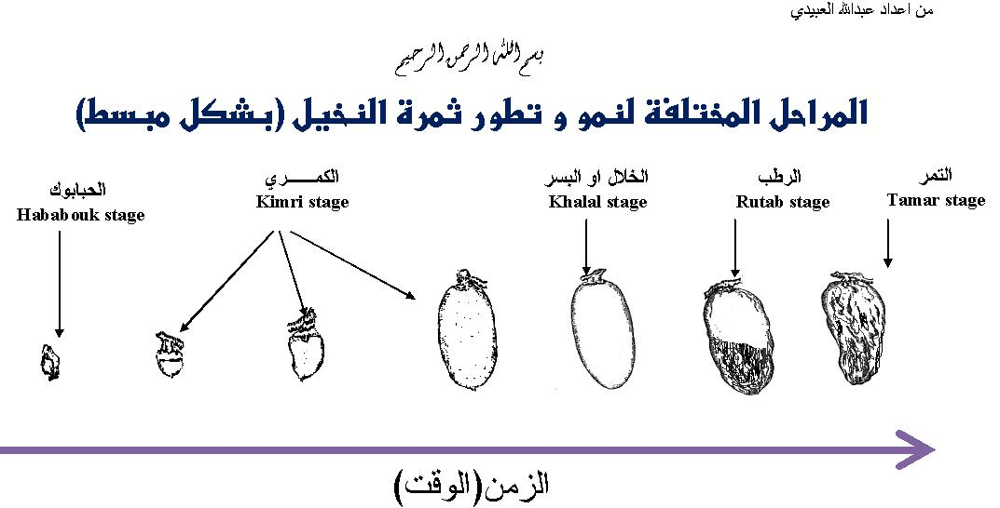 من اعداد عبدالله العبيدي
بسم الله الرحمن الرحيم
المراحل المختلفة لنمو و تطور ثمرة النخيل (بشكل مبسط)
الحبابوك
Hababouk stage
الكمـــــري
Kimri stage
الخلال او البسر
Khalal stage
الرطب
Rutab stage
التمر
Tamar stage
الزمن(الوقت)